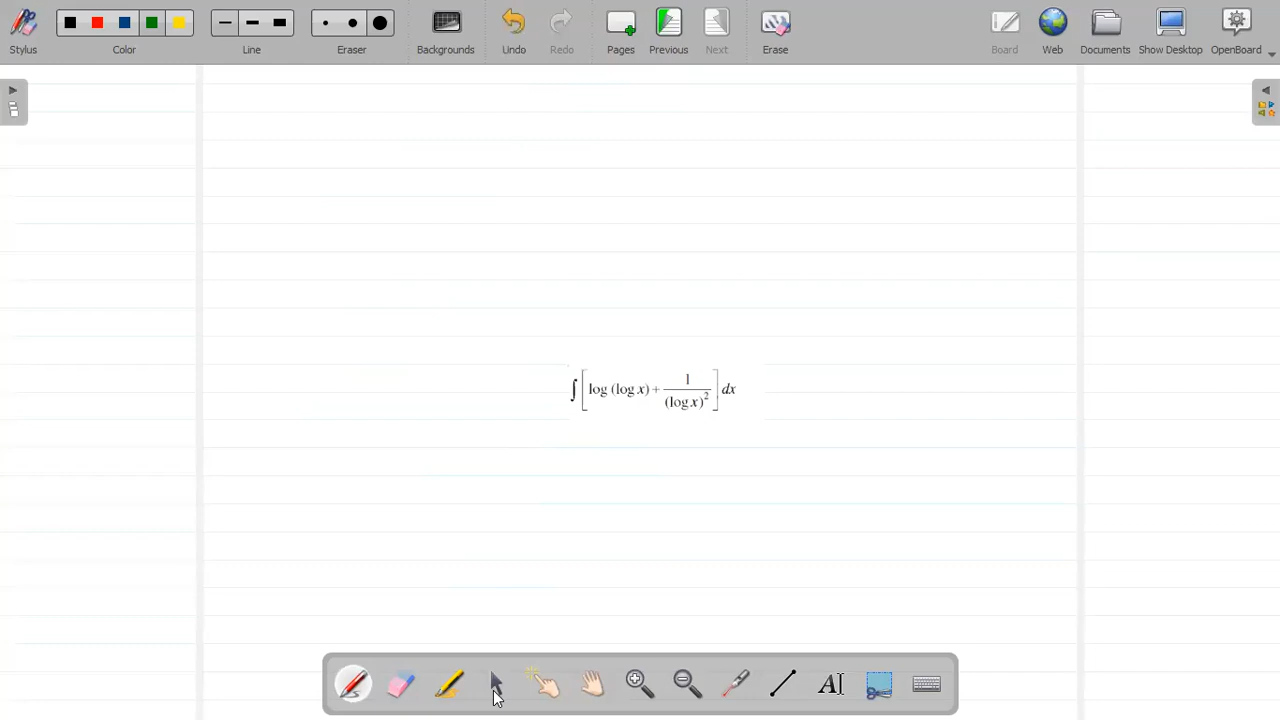 Stylus Color Line Eraser Backgrounds Undo Redo Pages Previous Next Erase Board Web Documents Show Desktop OpenBoard
∫ [ log (log x) + 1/(log x)² ] dx